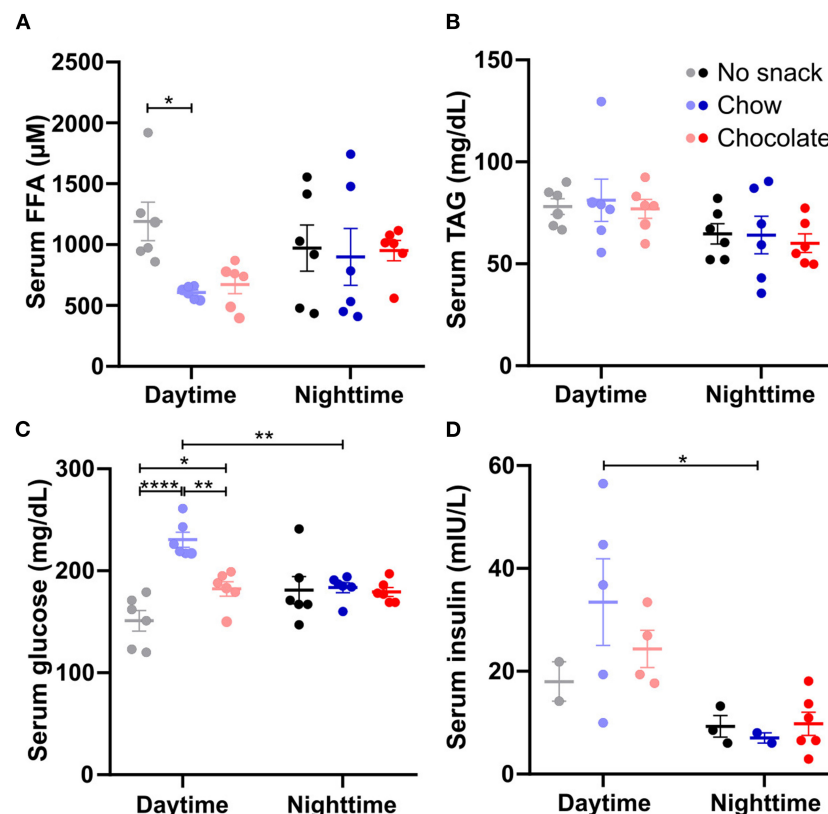 A
Serum FFA (µM)
2500
2000
1500
1000
500
0
*
Daytime
Nighttime
B
Serum TAG (mg/dL)
150
100
50
0
No snack
Chow
Chocolate
Daytime
Nighttime
C
Serum glucose (mg/dL)
300
200
100
0
**
*
**** **
Daytime
Nighttime
D
Serum insulin (mIU/L)
60
40
20
0
*
Daytime
Nighttime